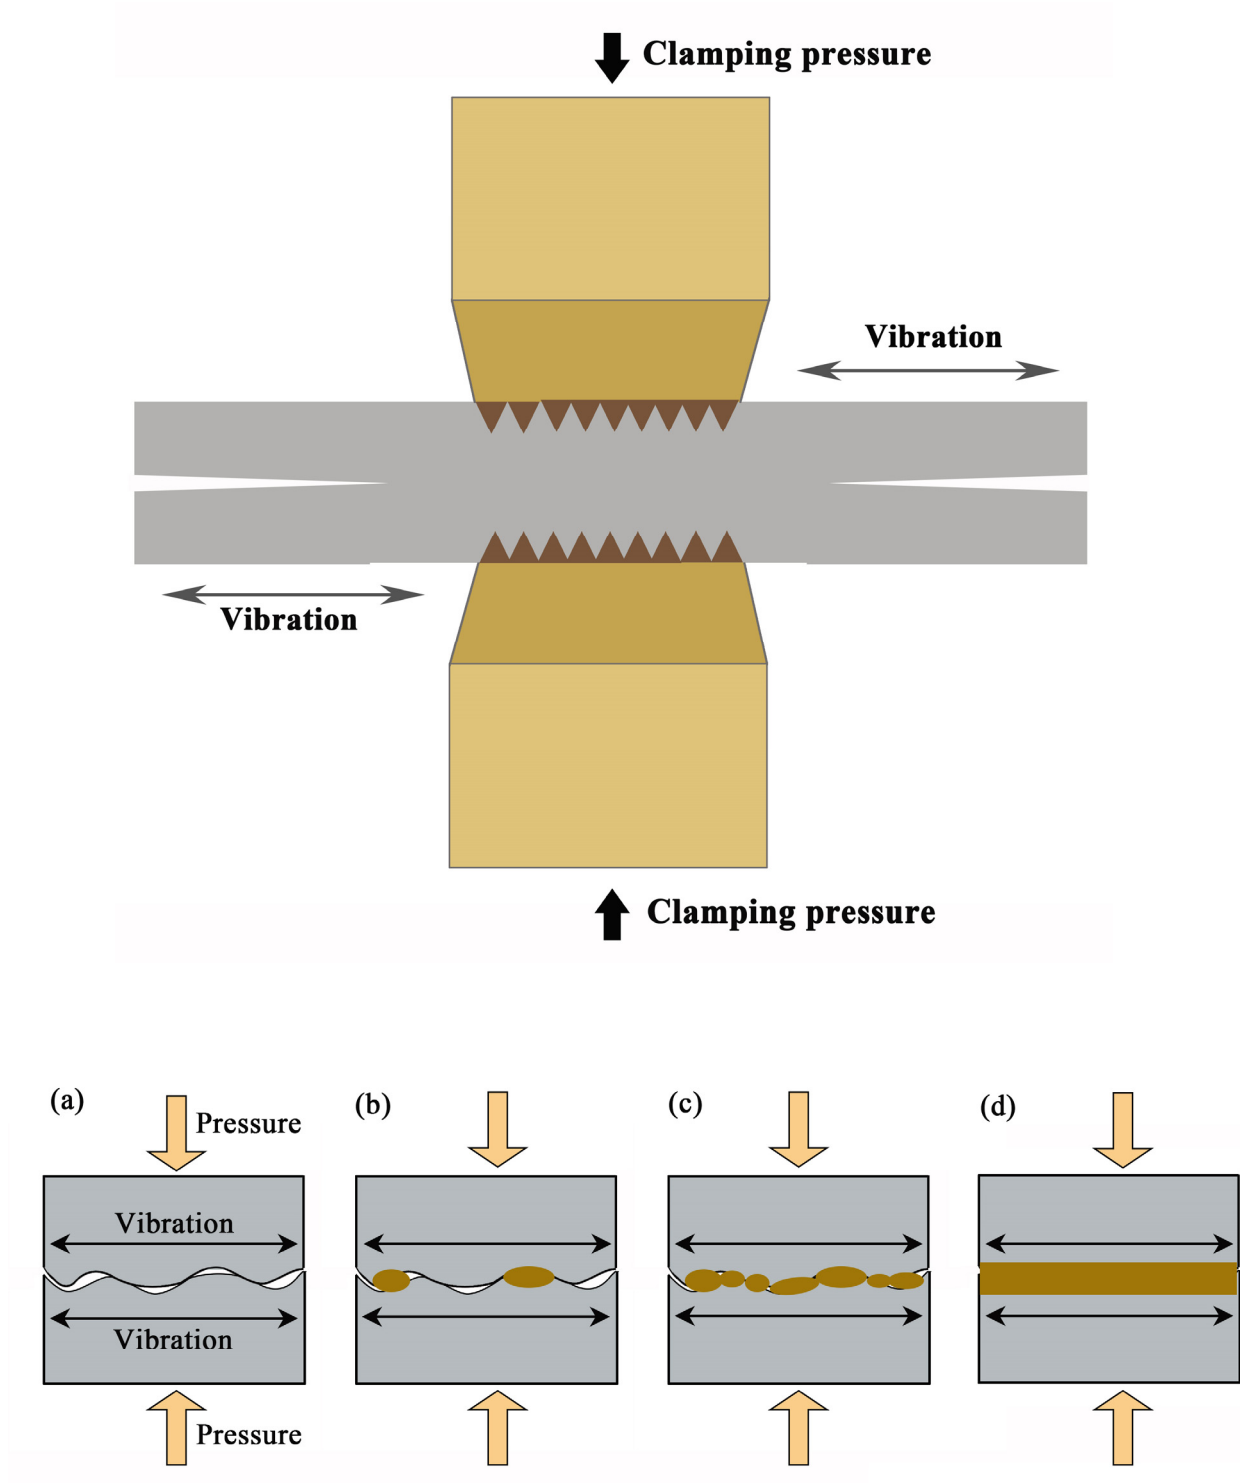 Clamping pressure
Vibration
Vibration
Clamping pressure
(a)
Pressure
(b)
(c)
(d)
Vibration
Vibration
Pressure